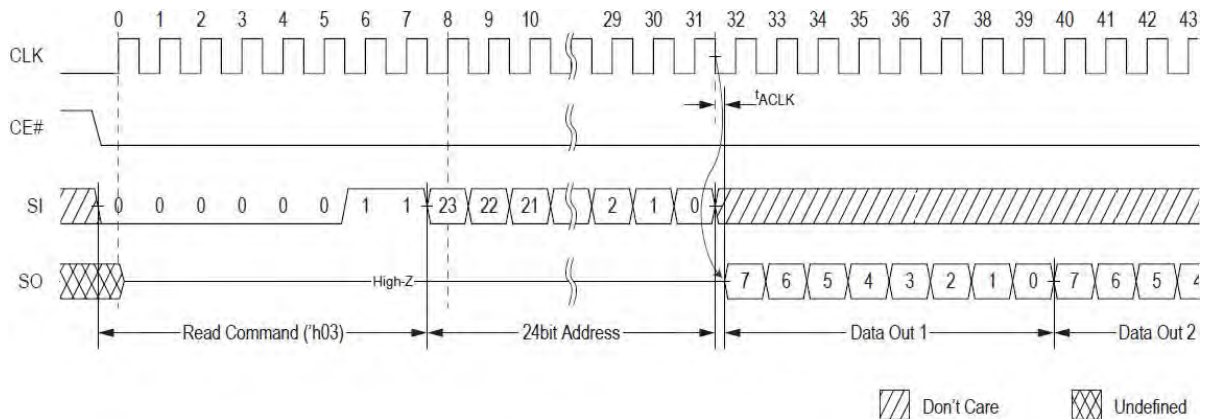 0 1 2 3 4 5 6 7 8 9 10 29 30 31 32 33 34 35 36 37 38 39 40 41 42 43
CLK
tACLK
CE#
SI 0 0 0 0 0 0 1 1 23 22 21 2 1 0
SO High-Z 7 6 5 4 3 2 1 0 7 6 5 4
Read Command ('h03) 24bit Address Data Out 1 Data Out 2
Don't Care Undefined